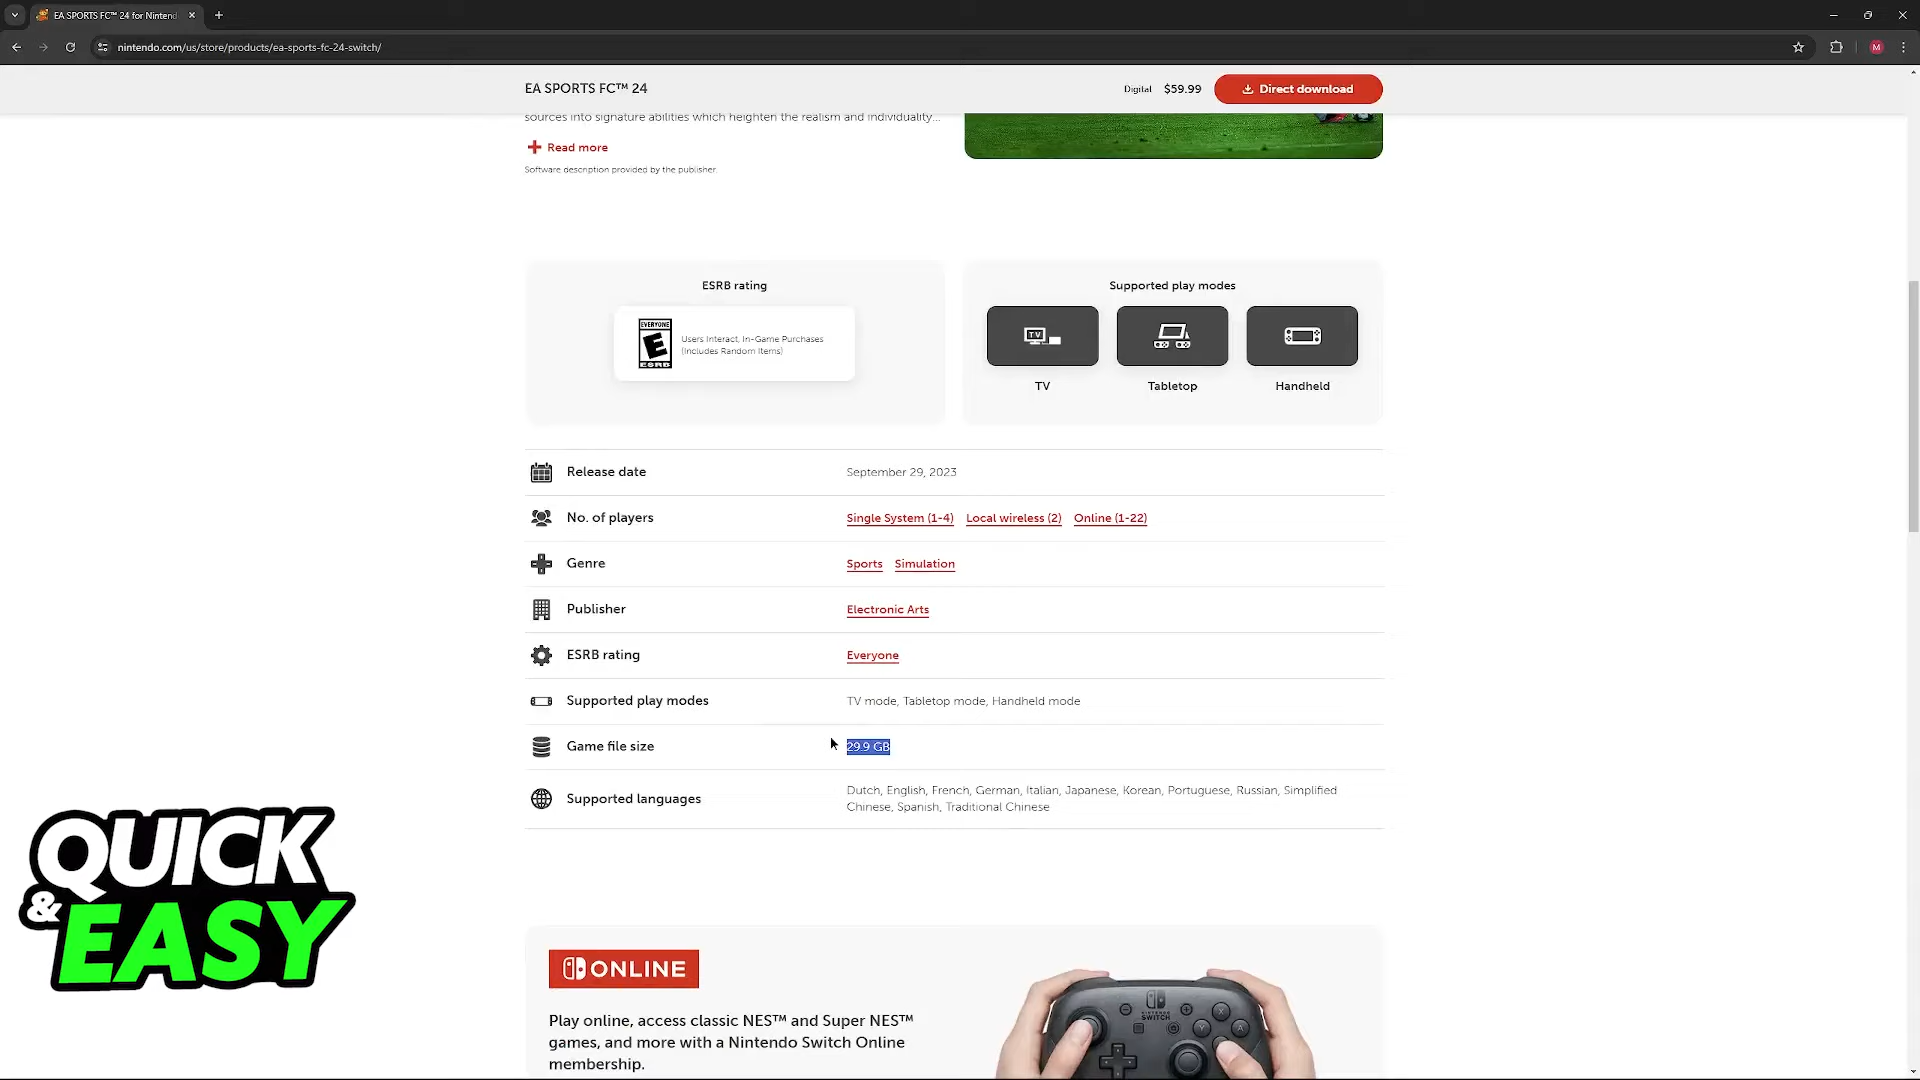 EA SPORTS FC™ 24 for Nintend
nintendo.com/us/store/products/ea-sports-fc-24-switch/
M
EA SPORTS FC™ 24
Digital $59.99 Direct download
sources into signature abilities which heighten the realism and individuality...
Read more
Software description provided by the publisher.
ESRB rating
EVERYONE
E
ESRB
Users Interact, In-Game Purchases
(Includes Random Items)
Supported play modes
TV
TV
Tabletop
Handheld
Release date September 29, 2023
No. of players Single System (1-4) Local wireless (2) Online (1-22)
Genre Sports Simulation
Publisher Electronic Arts
ESRB rating Everyone
Supported play modes TV mode, Tabletop mode, Handheld mode
Game file size 29.9 GB
Supported languages Dutch, English, French, German, Italian, Japanese, Korean, Portuguese, Russian, Simplified
Chinese, Spanish, Traditional Chinese
QUICK
& EASY
ONLINE
Play online, access classic NES™ and Super NES™
games, and more with a Nintendo Switch Online
membership.
SWITCH
X
Y
A